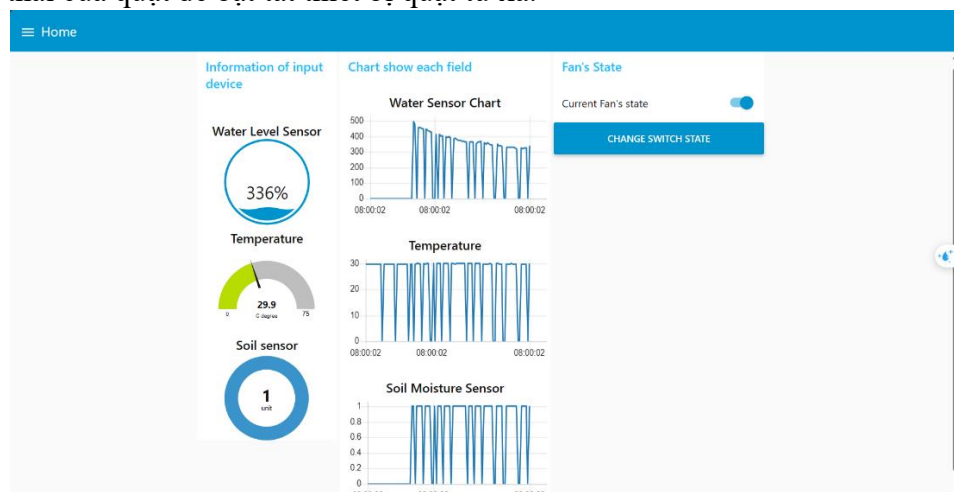 Home
Information of input
device
Water Level Sensor
336%
Temperature
29.9
0
C degree
75
Soil sensor
1
unit
Chart show each field
Water Sensor Chart
500
400
300
200
100
0
08:00:02 08:00:02 08:00:02
Temperature
30
20
10
0
08:00:02 08:00:02 08:00:02
Soil Moisture Sensor
1
0.8
0.6
0.4
0.2
0
Fan's State
Current Fan's state
CHANGE SWITCH STATE